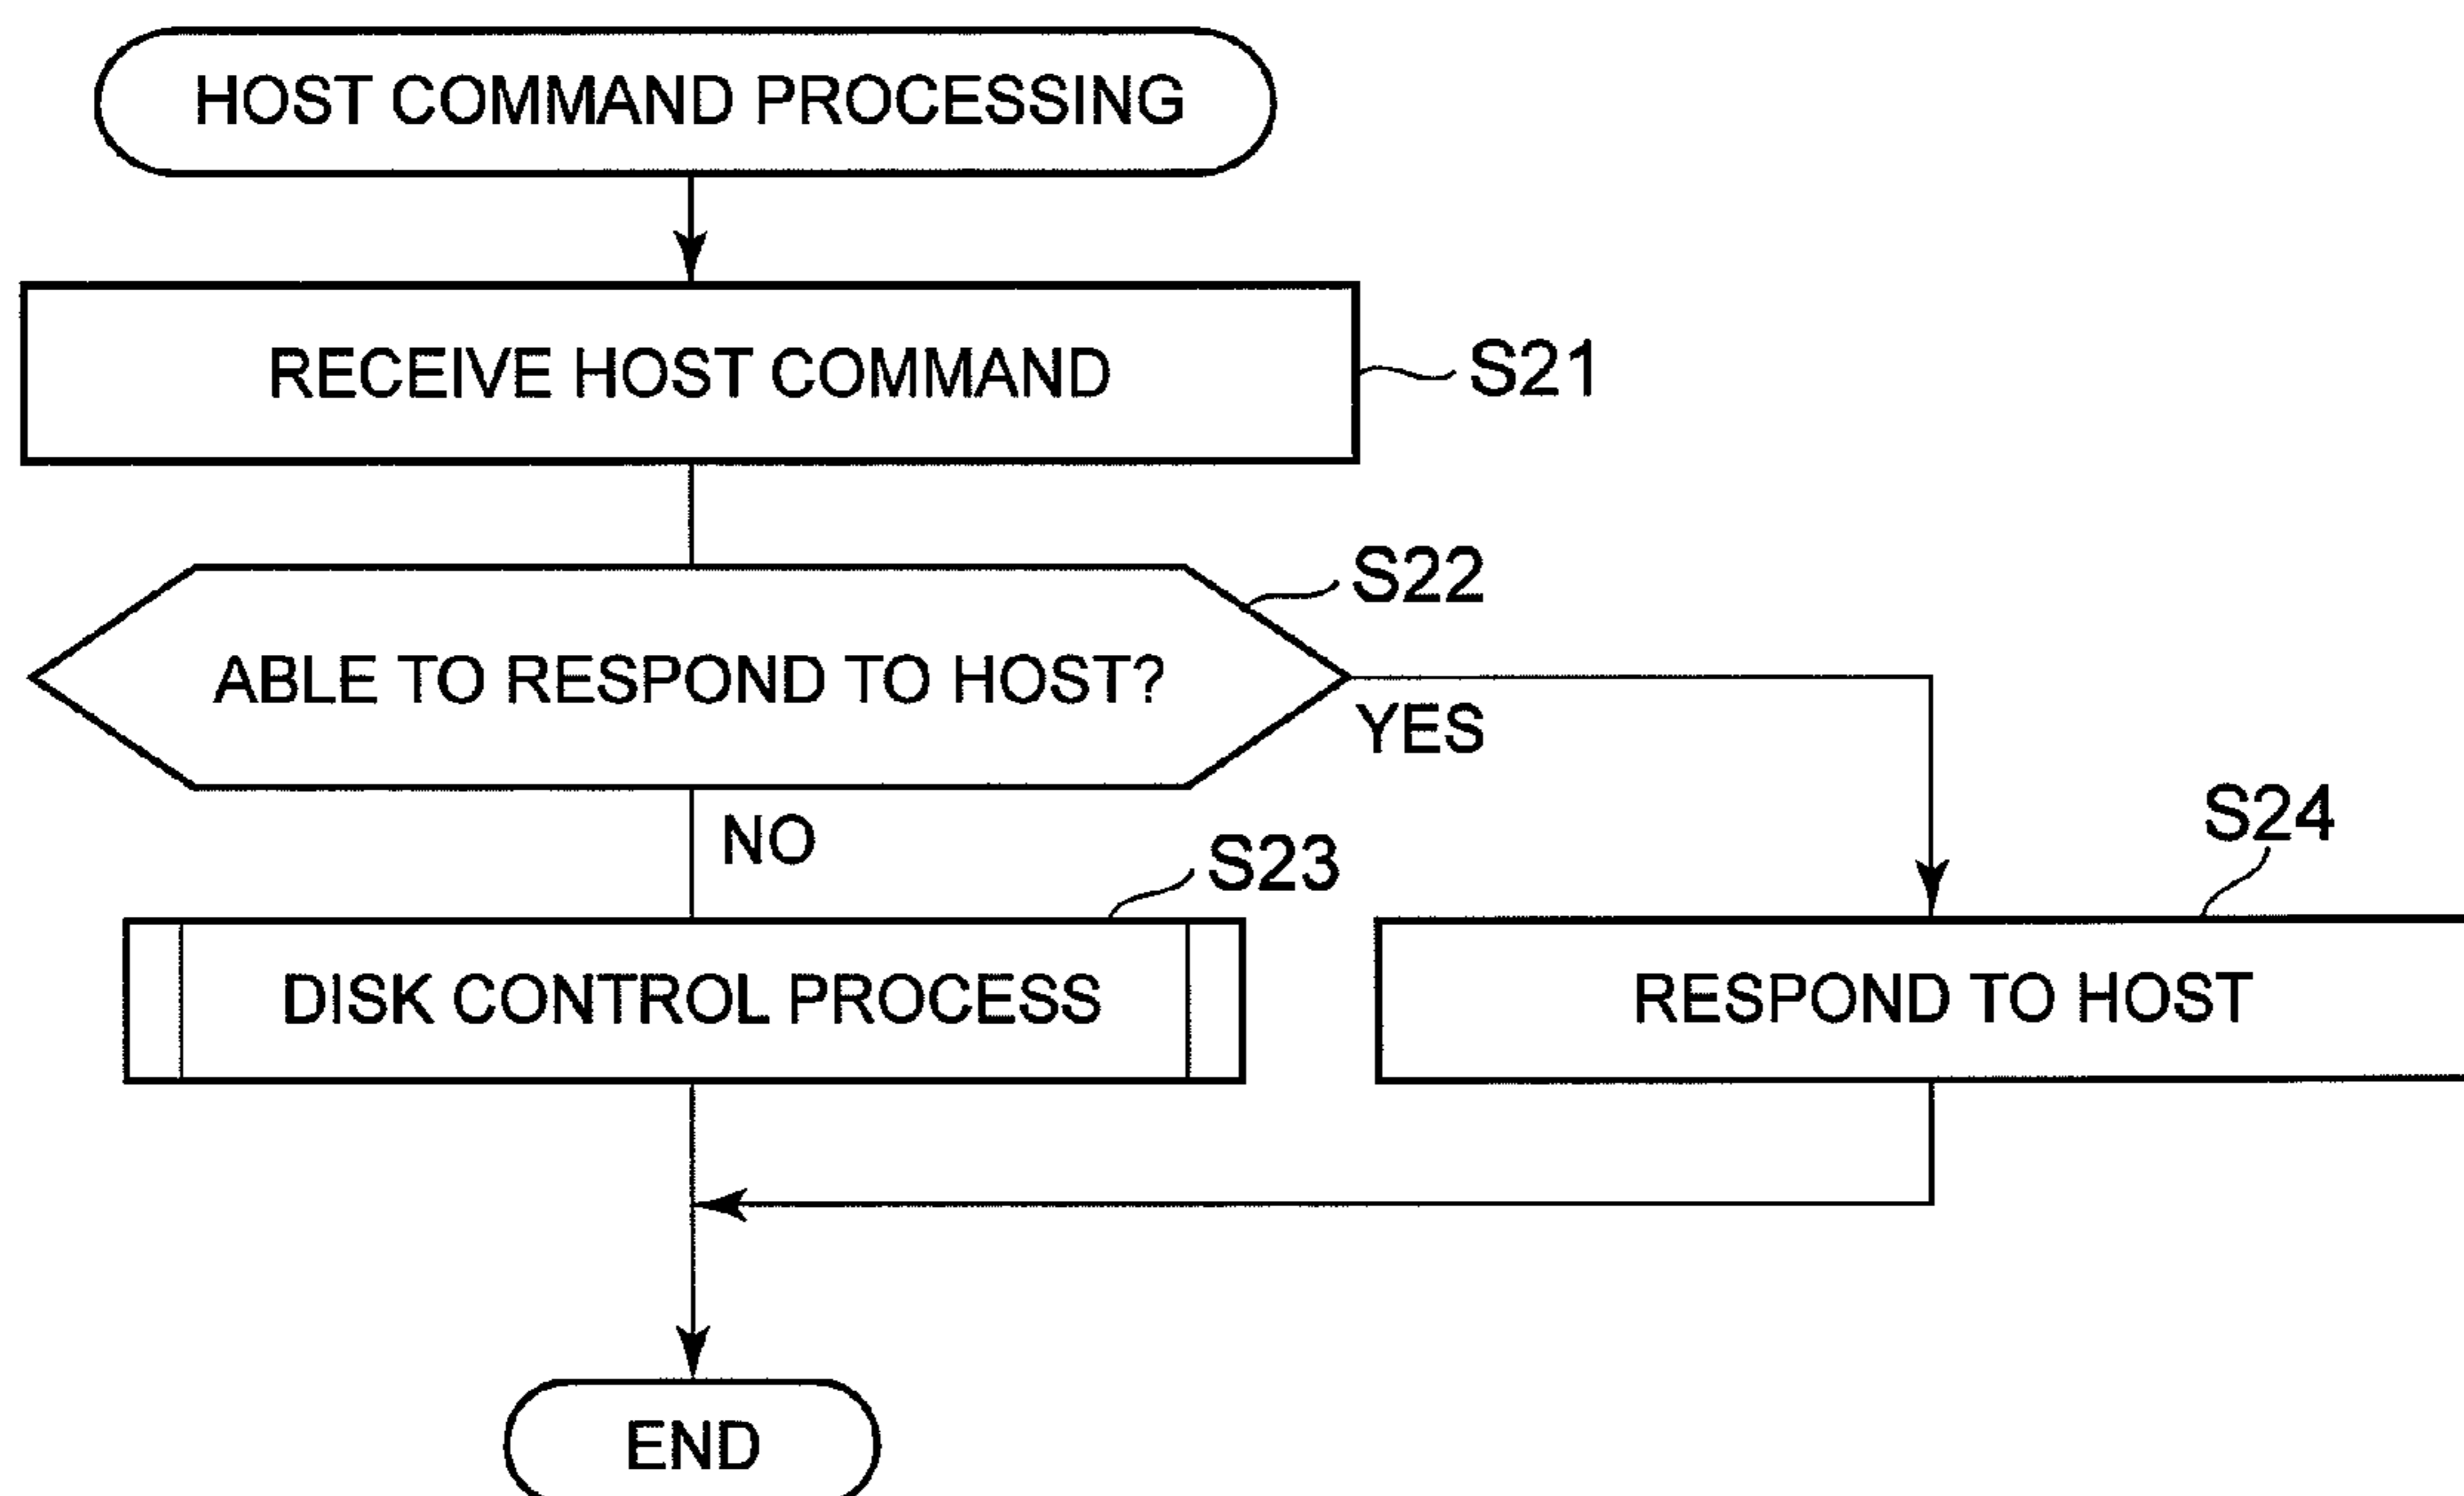 HOST COMMAND PROCESSING
RECEIVE HOST COMMAND
S21
S22
ABLE TO RESPOND TO HOST?
YES
NO
S23
S24
DISK CONTROL PROCESS
RESPOND TO HOST
END